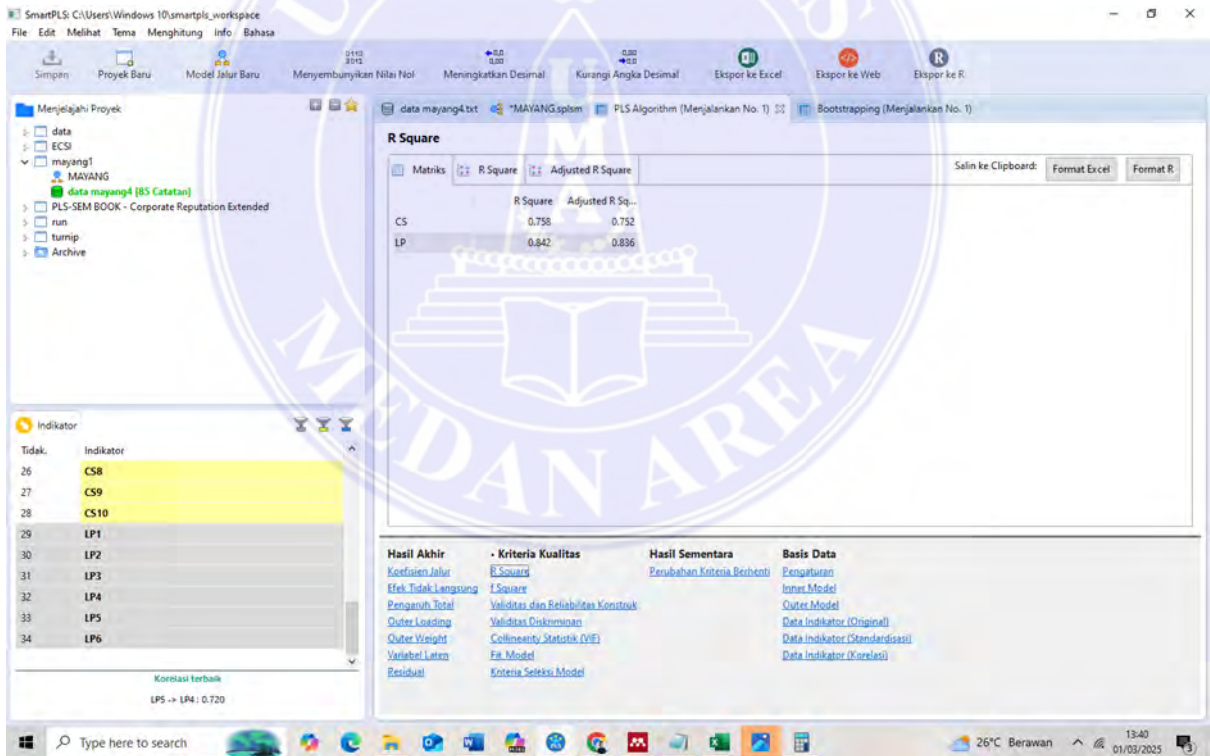 SmartPLS: C:\Users\Windows 10\smartpls_workspace
File Edit Melihat Tema Menghitung Info Bahasa
Simpan Proyek Baru Model Jalur Baru Menyembunyikan Nilai Nol Meningkatkan Desimal Kurangi Angka Desimal Ekspor ke Excel Ekspor ke Web Ekspor ke R
Menjelajahi Proyek
data
ECSI
mayang1
MAYANG
data mayang4 [85 Catatan]
PLS-SEM BOOK - Corporate Reputation Extended
run
turnip
Archive
data mayang4.txt *MAYANG.splsm PLS Algorithm (Menjalankan No. 1) Bootstrapping (Menjalankan No. 1)
R Square
Matriks R Square Adjusted R Square Salin ke Clipboard: Format Excel Format R
R Square Adjusted R Sq...
CS 0.758 0.752
LP 0.842 0.836
Indikator
Tidak. Indikator
26 CS8
27 CS9
28 CS10
29 LP1
30 LP2
31 LP3
32 LP4
33 LP5
34 LP6
Korelasi terbaik
LP5 -> LP4 : 0.720
Hasil Akhir Kriteria Kualitas Hasil Sementara Basis Data
Koefisien Jalur R Square Perubahan Kriteria Berhenti Pengaturan
Efek Tidak Langsung f Square Inner Model
Pengaruh Total Validitas dan Reliabilitas Konstruk Outer Model
Outer Loading Validitas Diskriminan Data Indikator (Original)
Outer Weight Collinearity Statistik (VIF) Data Indikator (Standardisasi)
Variabel Laten Fit Model Data Indikator (Korelasi)
Residual Kriteria Seleksi Model
UMA
MEDAN AREA
Type here to search 26°C Berawan 13:40
01/03/2025